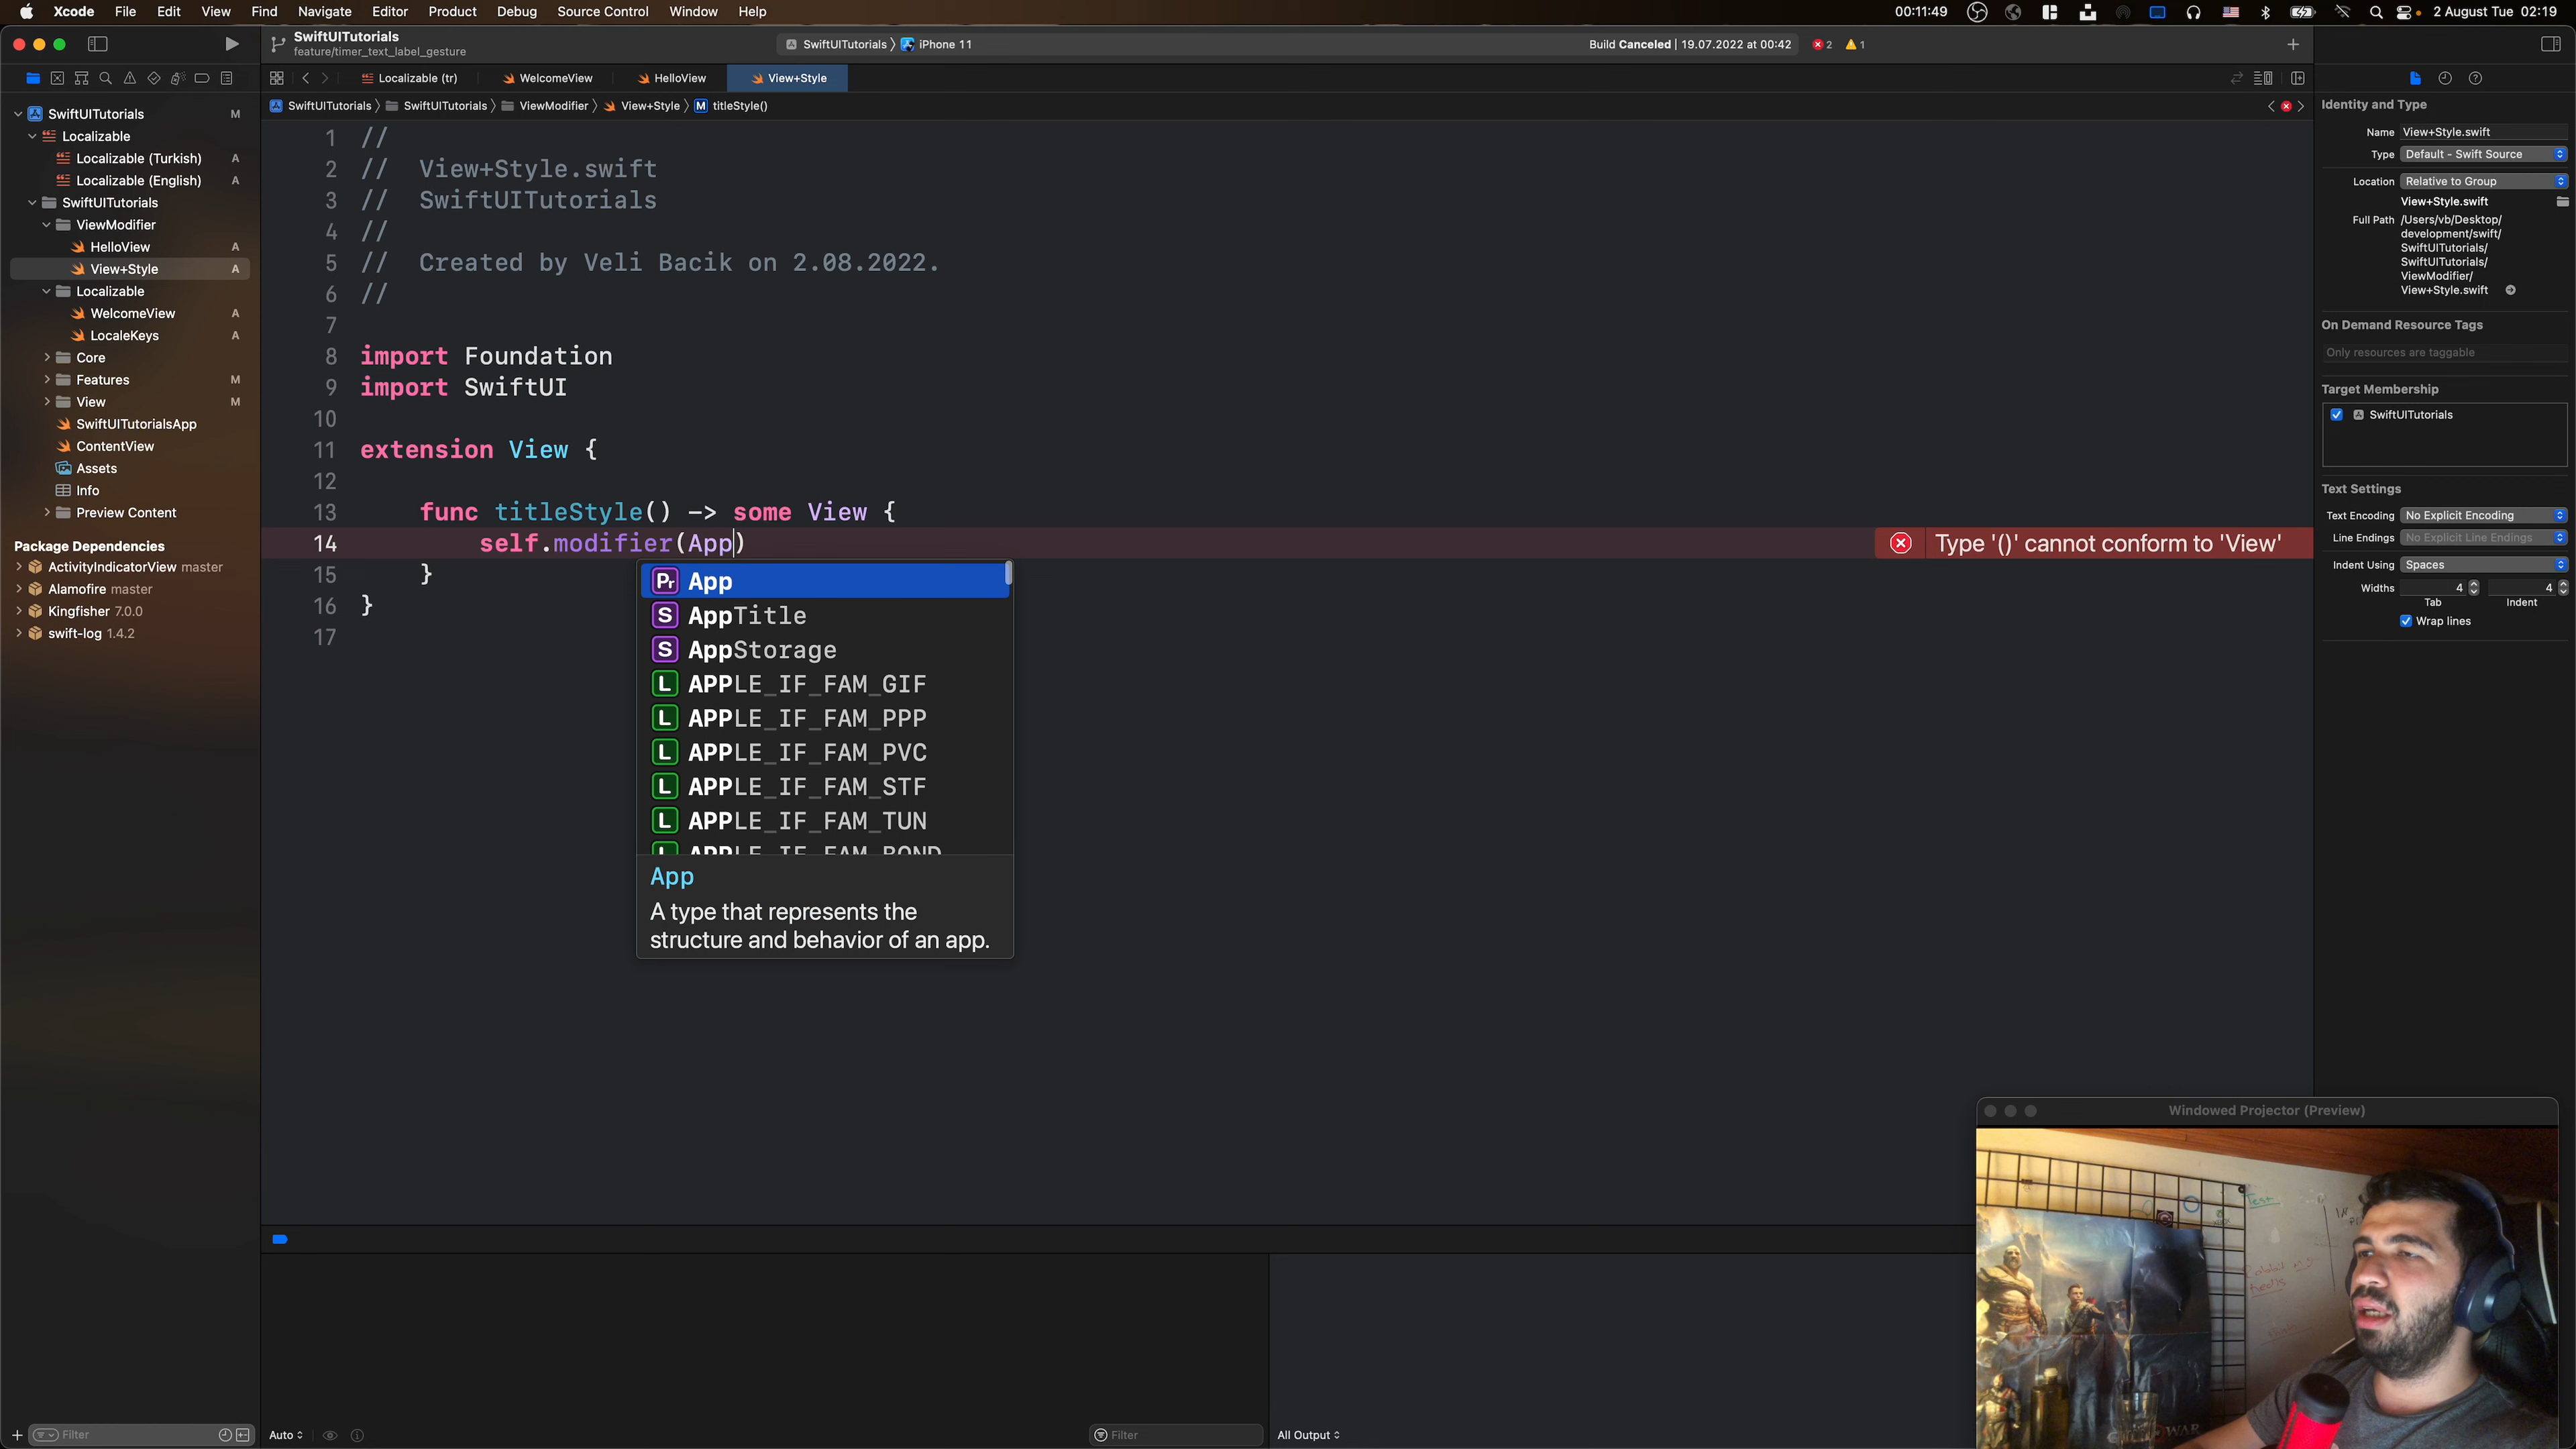 Xcode File Edit View Find Navigate Editor Product Debug Source Control Window Help
00:11:49
2 August Tue 02:19
SwiftUITutorials
feature/timer_text_label_gesture
SwiftUITutorials
iPhone 11
Build Canceled | 19.07.2022 at 00:42
2
1
Localizable (tr)
WelcomeView
HelloView
View+Style
SwiftUITutorials
SwiftUITutorials
ViewModifier
View+Style
M
titleStyle()
SwiftUITutorials M
Localizable
Localizable (Turkish) A
Localizable (English) A
SwiftUITutorials
ViewModifier
HelloView A
View+Style A
Localizable
WelcomeView A
LocaleKeys A
Core
Features M
View M
SwiftUITutorialsApp
ContentView
Assets
Info
Preview Content
Package Dependencies
ActivityIndicatorView master
Alamofire master
Kingfisher 7.0.0
swift-log 1.4.2
Filter
1 //
2 // View+Style.swift
3 // SwiftUITutorials
4 //
5 // Created by Veli Bacik on 2.08.2022.
6 //
7
8 import Foundation
9 import SwiftUI
10
11 extension View {
12
13 func titleStyle() -> some View {
14 self.modifier(App)
Type '()' cannot conform to 'View'
15 }
16 }
17
Pr App
S AppTitle
S AppStorage
L APPLE_IF_FAM_GIF
L APPLE_IF_FAM_PPP
L APPLE_IF_FAM_PVC
L APPLE_IF_FAM_STF
L APPLE_IF_FAM_TUN
L APPLE_IF_FAM_BOND
App
A type that represents the
structure and behavior of an app.
Identity and Type
Name View+Style.swift
Type Default - Swift Source
Location Relative to Group
View+Style.swift
Full Path /Users/vb/Desktop/
development/swift/
SwiftUITutorials/
SwiftUITutorials/
ViewModifier/
View+Style.swift
On Demand Resource Tags
Only resources are taggable
Target Membership
SwiftUITutorials
Text Settings
Text Encoding No Explicit Encoding
Line Endings No Explicit Line Endings
Indent Using Spaces
Widths 4 4
Tab Indent
Wrap lines
Windowed Projector (Preview)
Test
Auto
Filter
All Output